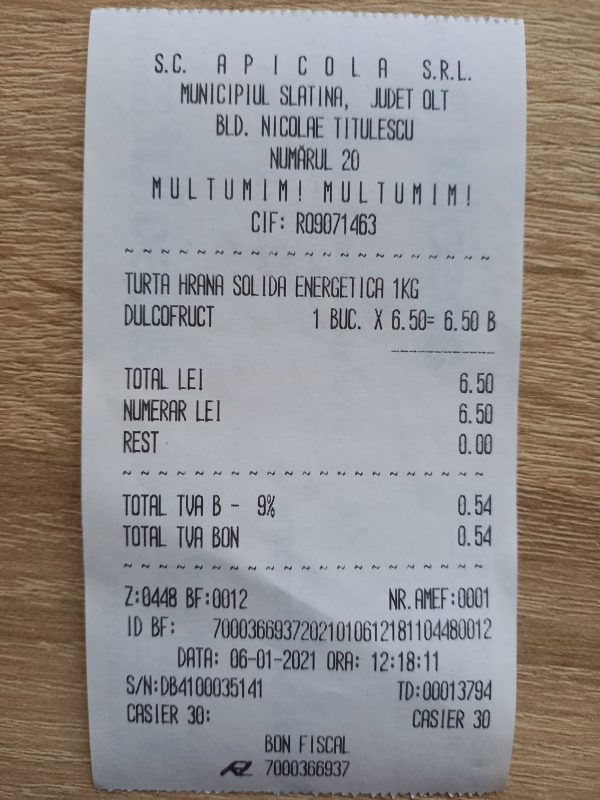 S.C. A P I C O L A S.R.L.
MUNICIPIUL SLATINA, JUDET OLT
BLD. NICOLAE TITULESCU
NUMĂRUL 20
MULTUMIM! MULTUMIM!
CIF: RO9071463
~ ~ ~ ~ ~ ~ ~ ~ ~ ~ ~ ~ ~ ~ ~ ~ ~ ~ ~ ~ ~ ~ ~ ~
TURTA HRANA SOLIDA ENERGETICA 1KG
DULCOFRUCT 1 BUC. X 6.50= 6.50 B
TOTAL LEI 6.50
NUMERAR LEI 6.50
REST 0.00
~ ~ ~ ~ ~ ~ ~ ~ ~ ~ ~ ~ ~ ~ ~ ~ ~ ~ ~ ~ ~ ~ ~ ~
TOTAL TVA B - 9% 0.54
TOTAL TVA BON 0.54
~ ~ ~ ~ ~ ~ ~ ~ ~ ~ ~ ~ ~ ~ ~ ~ ~ ~ ~ ~ ~ ~ ~ ~
Z:0448 BF:0012 NR.AMEF:0001
ID BF: 70003669372021010612181104480012
DATA: 06-01-2021 ORA: 12:18:11
S/N:DB4100035141 TD:00013794
CASIER 30: CASIER 30
BON FISCAL
7000366937